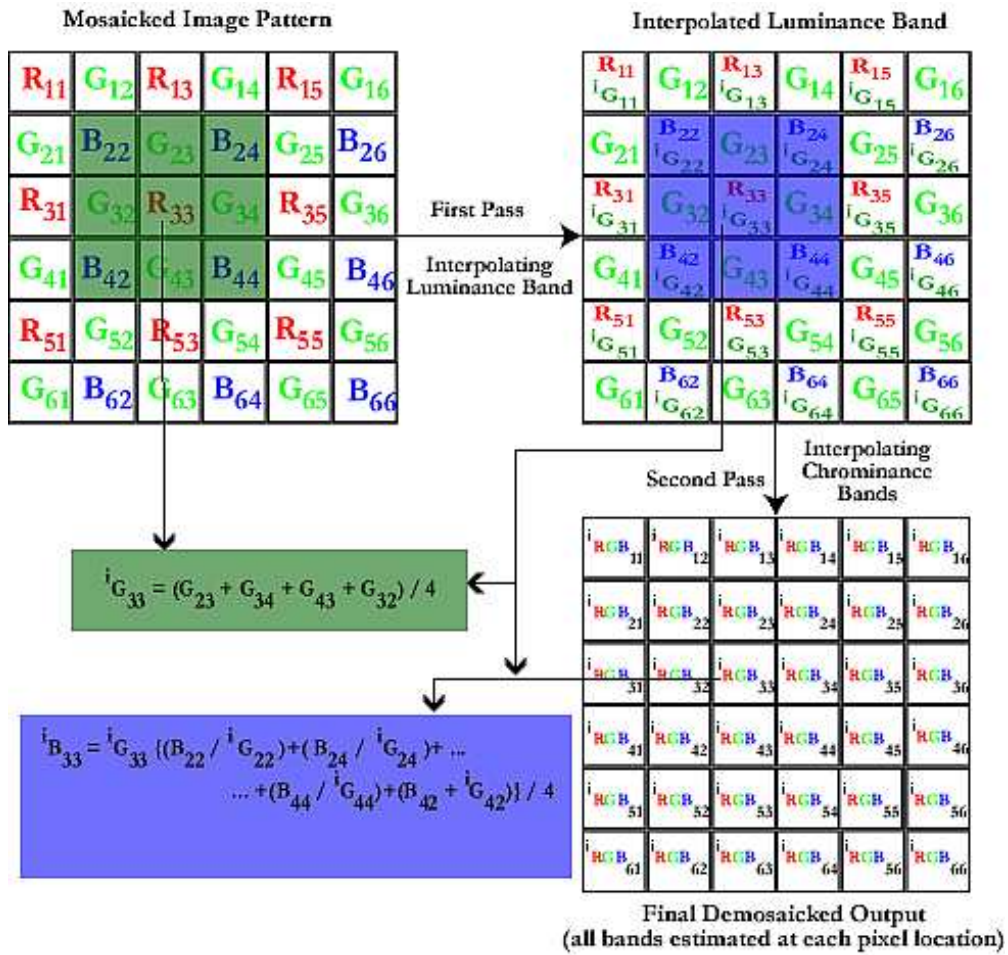 Mosaicked Image Pattern
R11 G12 R13 G14 R15 G16
G21 B22 G23 B24 G25 B26
R31 G32 R33 G34 R35 G36
G41 B42 G43 B44 G45 B46
R51 G52 R53 G54 R55 G56
G61 B62 G63 B64 G65 B66
First Pass
Interpolating
Luminance Band
Interpolated Luminance Band
R11 G12 R13 G14 R15 G16
iG11 iG13 iG15
G21 B22 G23 B24 G25 B26
iG22 iG24 iG26
R31 G32 R33 G34 R35 G36
iG31 iG33 iG35
G41 B42 G43 B44 G45 B46
iG42 iG44 iG46
R51 G52 R53 G54 R55 G56
iG51 G53 iG55
G61 B62 G63 B64 G65 B66
iG62 iG64 iG66
Second Pass
Interpolating
Chrominance
Bands
iG33 = (G23 + G34 + G43 + G32) / 4
iB33 = iG33 {(B22 / iG22)+( B24 / iG24 )+ ...
... +(B44 / iG44)+(B42 + iG42)} / 4
iRGB11 iRGB12 iRGB13 iRGB14 iRGB15 iRGB16
iRGB21 iRGB22 iRGB23 iRGB24 iRGB25 iRGB26
iRGB31 iRGB32 iRGB33 iRGB34 iRGB35 iRGB36
iRGB41 iRGB42 iRGB43 iRGB44 iRGB45 iRGB46
iRGB51 iRGB52 iRGB53 iRGB54 iRGB55 iRGB56
iRGB61 iRGB62 iRGB63 iRGB64 iRGB56 iRGB66
Final Demosaicked Output
(all bands estimated at each pixel location)